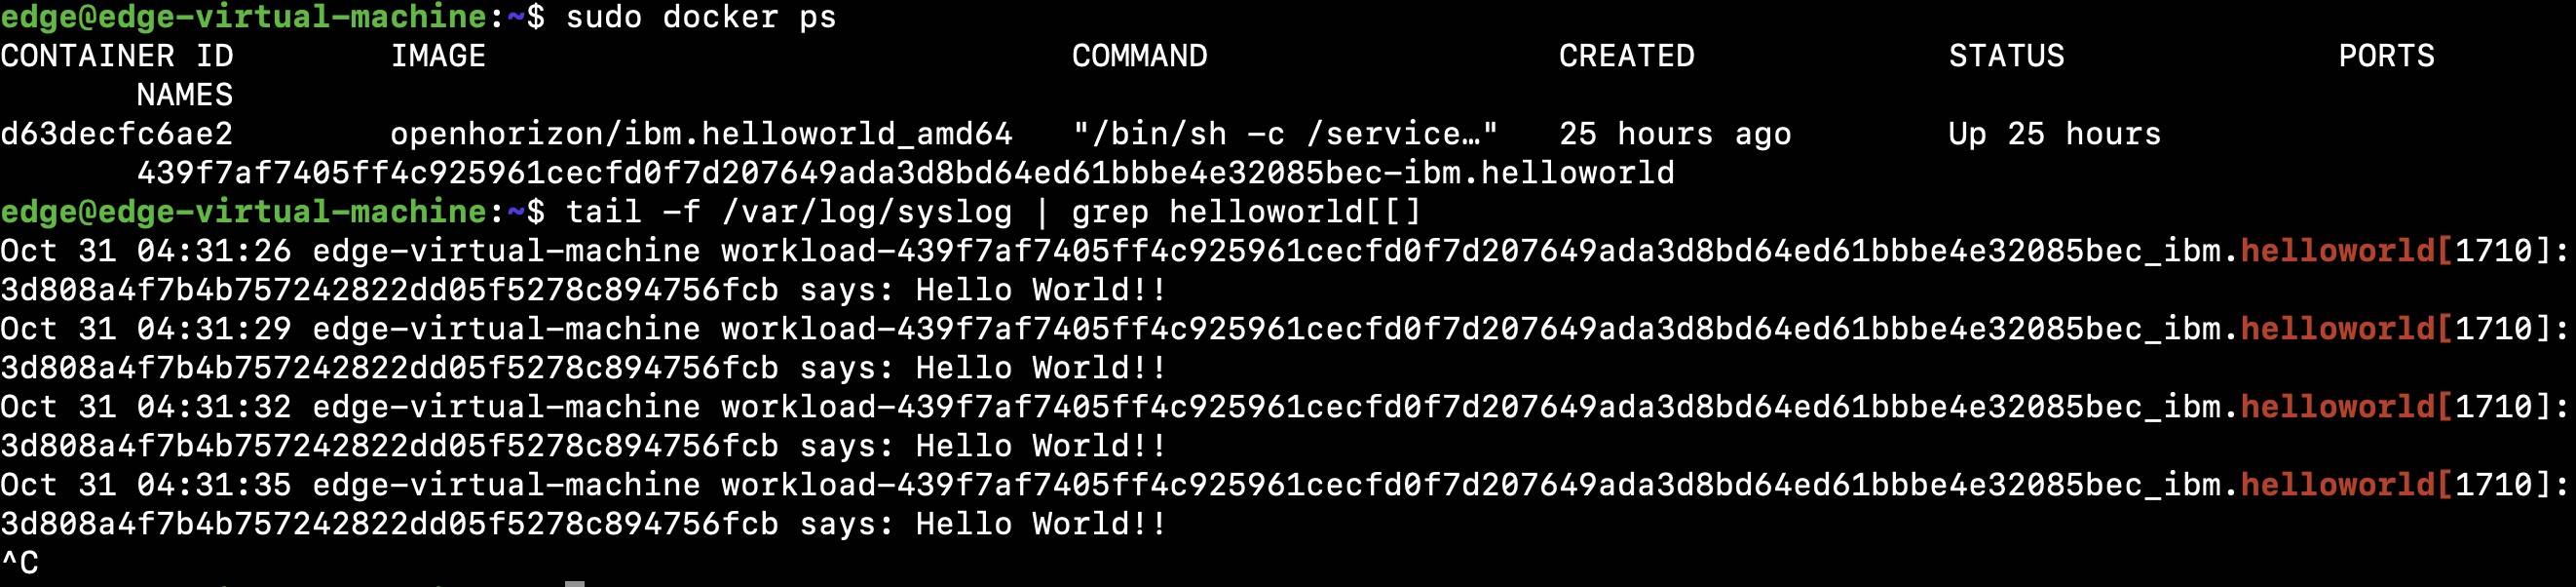 edge@edge-virtual-machine:~$ sudo docker ps
CONTAINER ID        IMAGE                              COMMAND                  CREATED             STATUS              PORTS
       NAMES
d63decfc6ae2        openhorizon/ibm.helloworld_amd64   "/bin/sh -c /service…"   25 hours ago        Up 25 hours
       439f7af7405ff4c925961cecfd0f7d207649ada3d8bd64ed61bbbe4e32085bec-ibm.helloworld
edge@edge-virtual-machine:~$ tail -f /var/log/syslog | grep helloworld[[]
Oct 31 04:31:26 edge-virtual-machine workload-439f7af7405ff4c925961cecfd0f7d207649ada3d8bd64ed61bbbe4e32085bec_ibm.helloworld[1710]:
3d808a4f7b4b757242822dd05f5278c894756fcb says: Hello World!!
Oct 31 04:31:29 edge-virtual-machine workload-439f7af7405ff4c925961cecfd0f7d207649ada3d8bd64ed61bbbe4e32085bec_ibm.helloworld[1710]:
3d808a4f7b4b757242822dd05f5278c894756fcb says: Hello World!!
Oct 31 04:31:32 edge-virtual-machine workload-439f7af7405ff4c925961cecfd0f7d207649ada3d8bd64ed61bbbe4e32085bec_ibm.helloworld[1710]:
3d808a4f7b4b757242822dd05f5278c894756fcb says: Hello World!!
Oct 31 04:31:35 edge-virtual-machine workload-439f7af7405ff4c925961cecfd0f7d207649ada3d8bd64ed61bbbe4e32085bec_ibm.helloworld[1710]:
3d808a4f7b4b757242822dd05f5278c894756fcb says: Hello World!!
^C